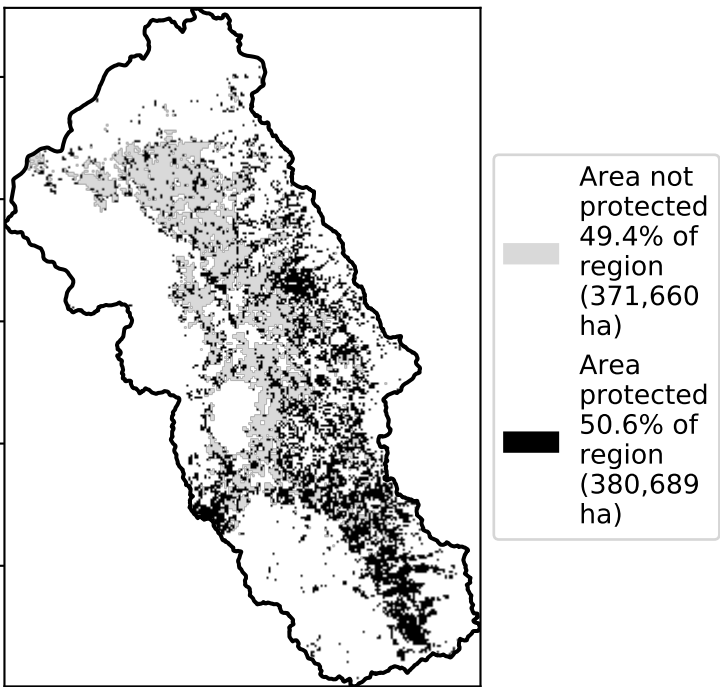 Area not
protected
49.4% of
region
(371,660
ha)
Area
protected
50.6% of
region
(380,689
ha)